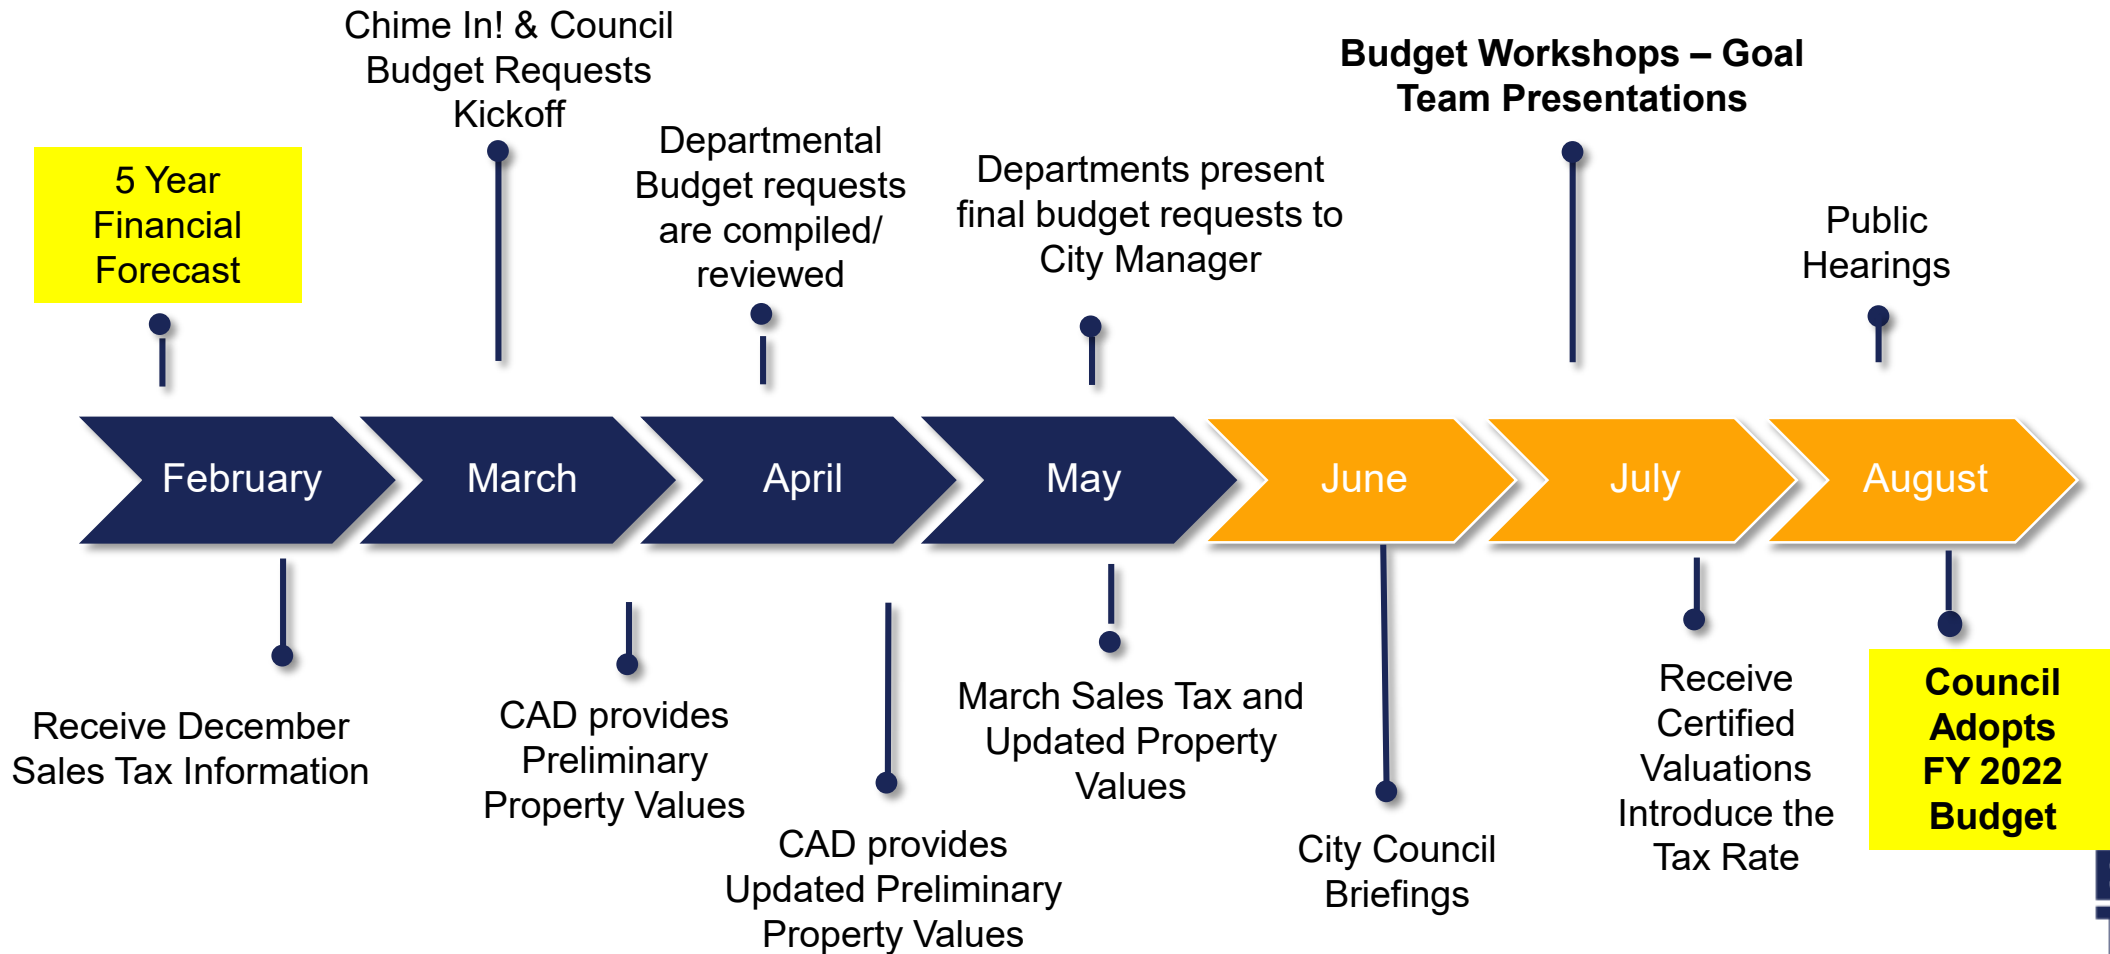 Chime In! & Council
Budget Requests
Kickoff
Budget Workshops – Goal
Team Presentations
5 Year
Financial
Forecast
Departmental
Budget requests
are compiled/
reviewed
Departments present
final budget requests to
City Manager
Public
Hearings
February
March
April
May
June
July
August
Receive December
Sales Tax Information
CAD provides
Preliminary
Property Values
CAD provides
Updated Preliminary
Property Values
March Sales Tax and
Updated Property
Values
City Council
Briefings
Receive
Certified
Valuations
Introduce the
Tax Rate
Council
Adopts
FY 2022
Budget